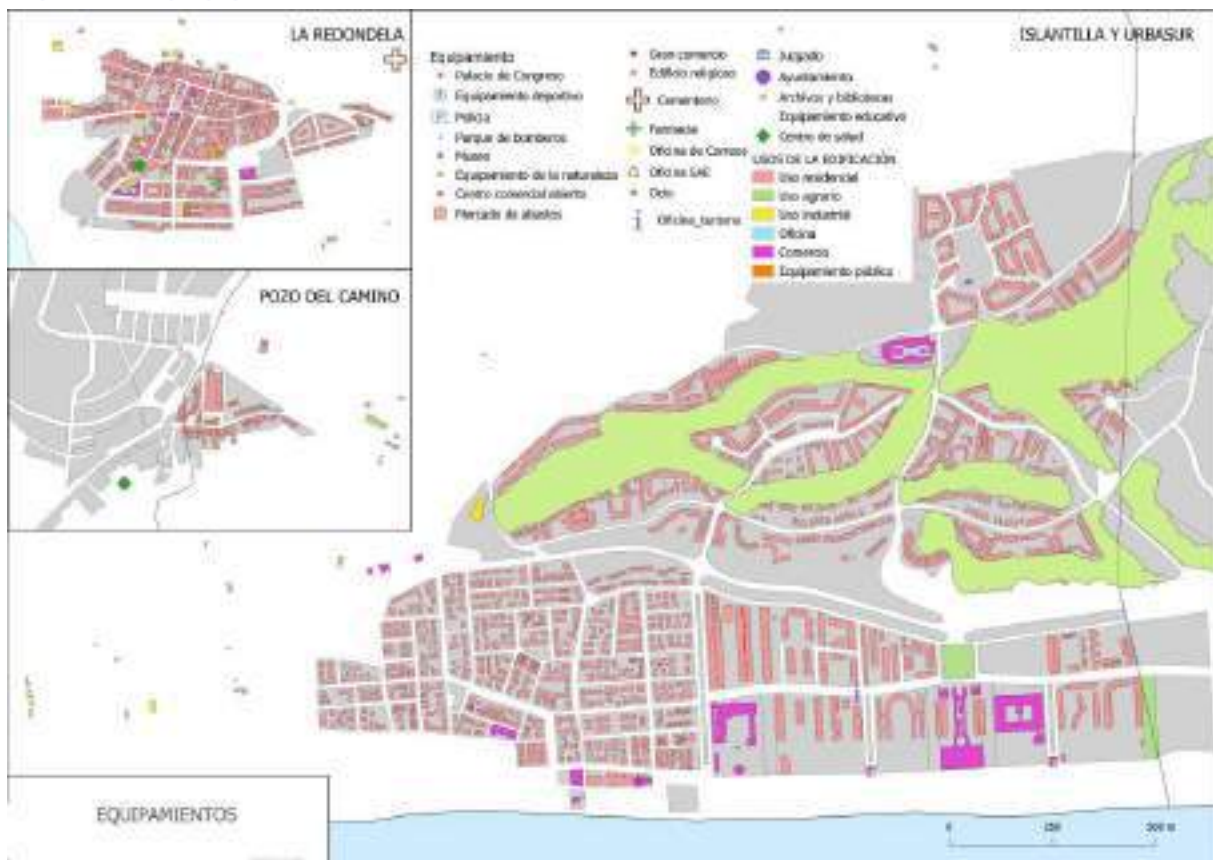 LA REDONDELA
ISLANTILLA Y URBASUR
Equipamiento
Palacio de Congreso
Equipamiento deportivo
Policía
Parque de bomberos
Museo
Equipamiento de la naturaleza
Centro comercial abierto
Mercado de abastos
Gran comercio
Edificio religioso
Cementerio
Farmacia
Oficina de Correos
Oficina SAE
Ocio
Oficina_turismo
Juzgado
Ayuntamiento
Archivos y bibliotecas
Equipamiento educativo
Centro de salud
USOS DE LA EDIFICACIÓN
Uso residencial
Uso agrario
Uso industrial
Oficina
Comercio
Equipamiento público
POZO DEL CAMINO
EQUIPAMIENTOS
0 250 500 m